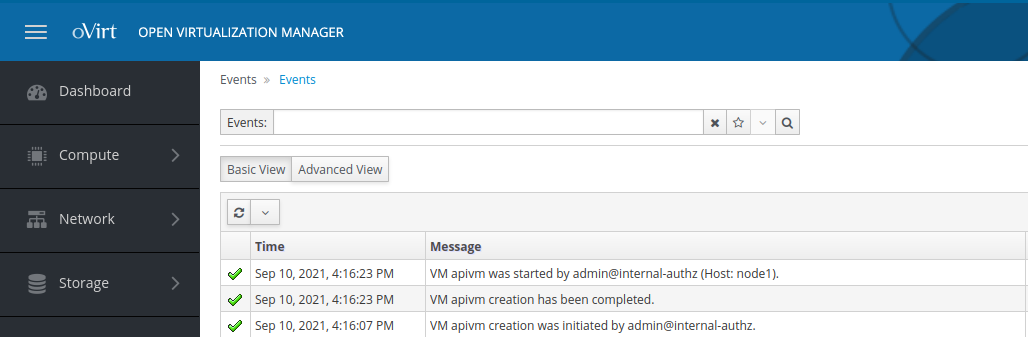 oVirt OPEN VIRTUALIZATION MANAGER
Dashboard
Compute
Network
Storage
Events » Events
Events:
Basic View Advanced View
Time Message
Sep 10, 2021, 4:16:23 PM VM apivm was started by admin@internal-authz (Host: node1).
Sep 10, 2021, 4:16:23 PM VM apivm creation has been completed.
Sep 10, 2021, 4:16:07 PM VM apivm creation was initiated by admin@internal-authz.